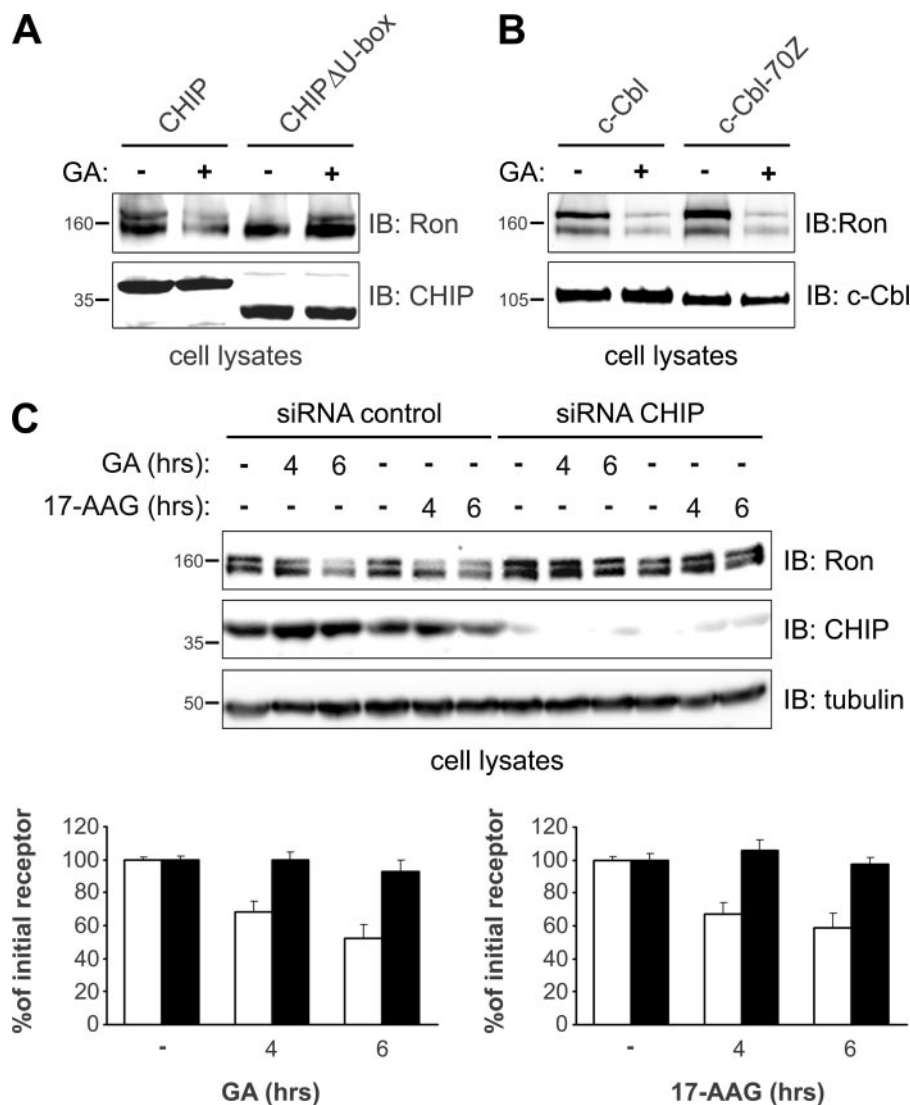 A
CHIP CHIPΔU-box
GA: - + - +
160 IB: Ron
35 IB: CHIP
cell lysates
B
c-Cbl c-Cbl-70Z
GA: - + - +
160 IB:Ron
105 IB: c-Cbl
cell lysates
C
siRNA control siRNA CHIP
GA (hrs): - 4 6 - - - - 4 6 - - -
17-AAG (hrs): - - - - 4 6 - - - - 4 6
160 IB: Ron
35 IB: CHIP
50 IB: tubulin
cell lysates
%of initial receptor
120
100
80
60
40
20
0
- 4 6
GA (hrs)
%of initial receptor
120
100
80
60
40
20
0
- 4 6
17-AAG (hrs)